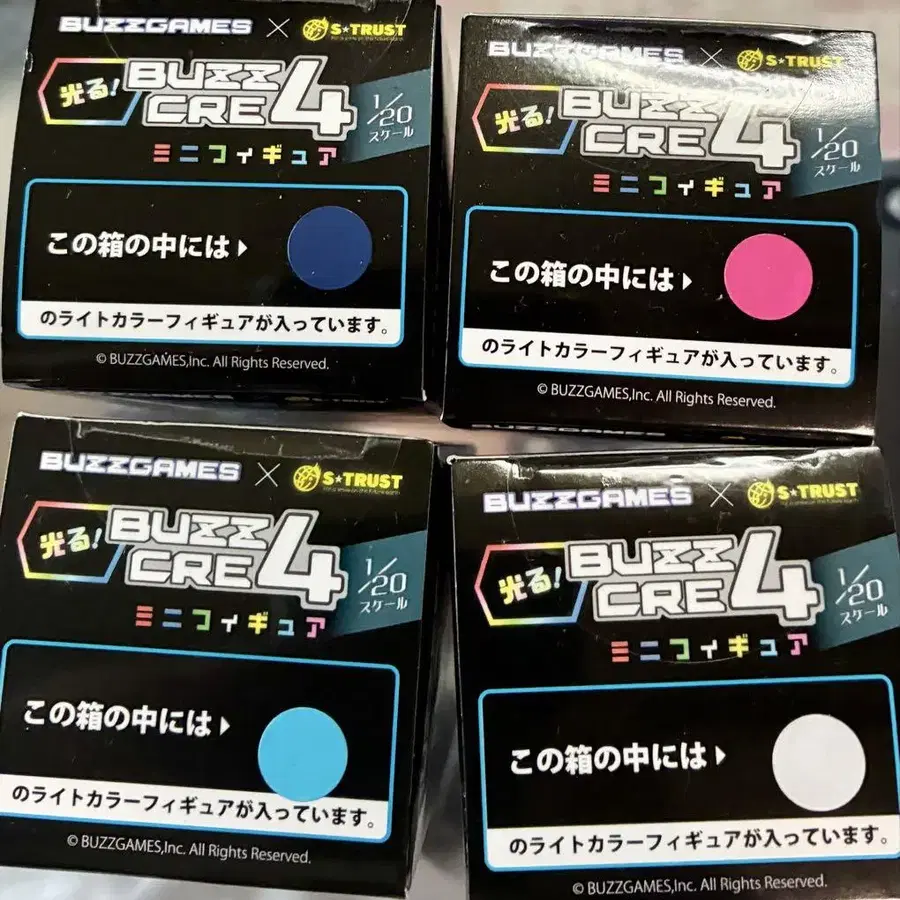 BUZZGAMES × S★TRUST
光る! BUZZ CRE 4 1/20 スケール
ミニフィギュア
この箱の中には
のライトカラーフィギュアが入っています。
© BUZZGAMES,Inc. All Rights Reserved.
BUZZGAMES × S★TRUST
光る! BUZZ CRE 4 1/20 スケール
ミニフィギュア
この箱の中には
のライトカラーフィギュアが入っています。
© BUZZGAMES,Inc. All Rights Reserved.
BUZZGAMES × S★TRUST
光る! BUZZ CRE 4 1/20 スケール
ミニフィギュア
この箱の中には
のライトカラーフィギュアが入っています。
© BUZZGAMES,Inc. All Rights Reserved.
BUZZGAMES × S★TRUST
光る! BUZZ CRE 4 1/20 スケール
ミニフィギュア
この箱の中には
のライトカラーフィギュアが入っています。
© BUZZGAMES,Inc. All Rights Reserved.